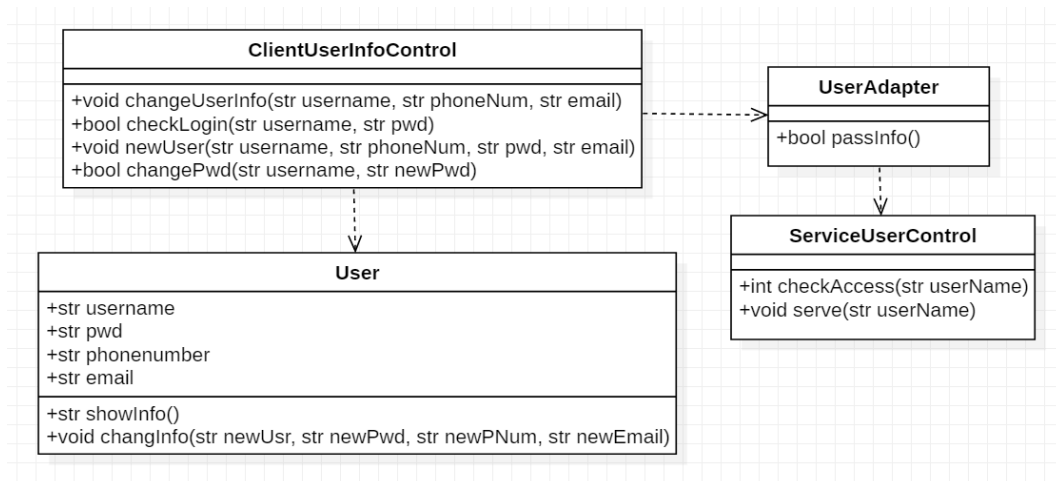 ClientUserInfoControl
+void changeUserInfo(str username, str phoneNum, str email)
+bool checkLogin(str username, str pwd)
+void newUser(str username, str phoneNum, str pwd, str email)
+bool changePwd(str username, str newPwd)
UserAdapter
+bool passInfo()
ServiceUserControl
+int checkAccess(str userName)
+void serve(str userName)
User
+str username
+str pwd
+str phonenumber
+str email
+str showInfo()
+void changInfo(str newUsr, str newPwd, str newPNum, str newEmail)